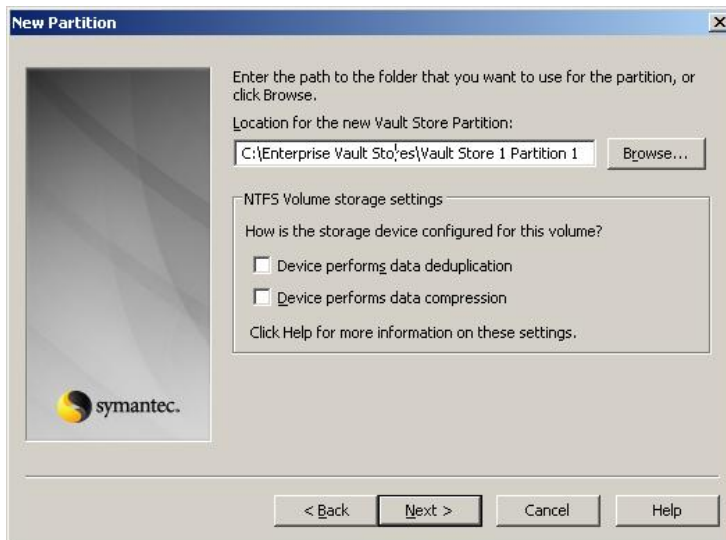 New Partition
Enter the path to the folder that you want to use for the partition, or
click Browse.
Location for the new Vault Store Partition:
C:\Enterprise Vault Stores\Vault Store 1 Partition 1
Browse...
NTFS Volume storage settings
How is the storage device configured for this volume?
Device performs data deduplication
Device performs data compression
Click Help for more information on these settings.
symantec.
< Back
Next >
Cancel
Help